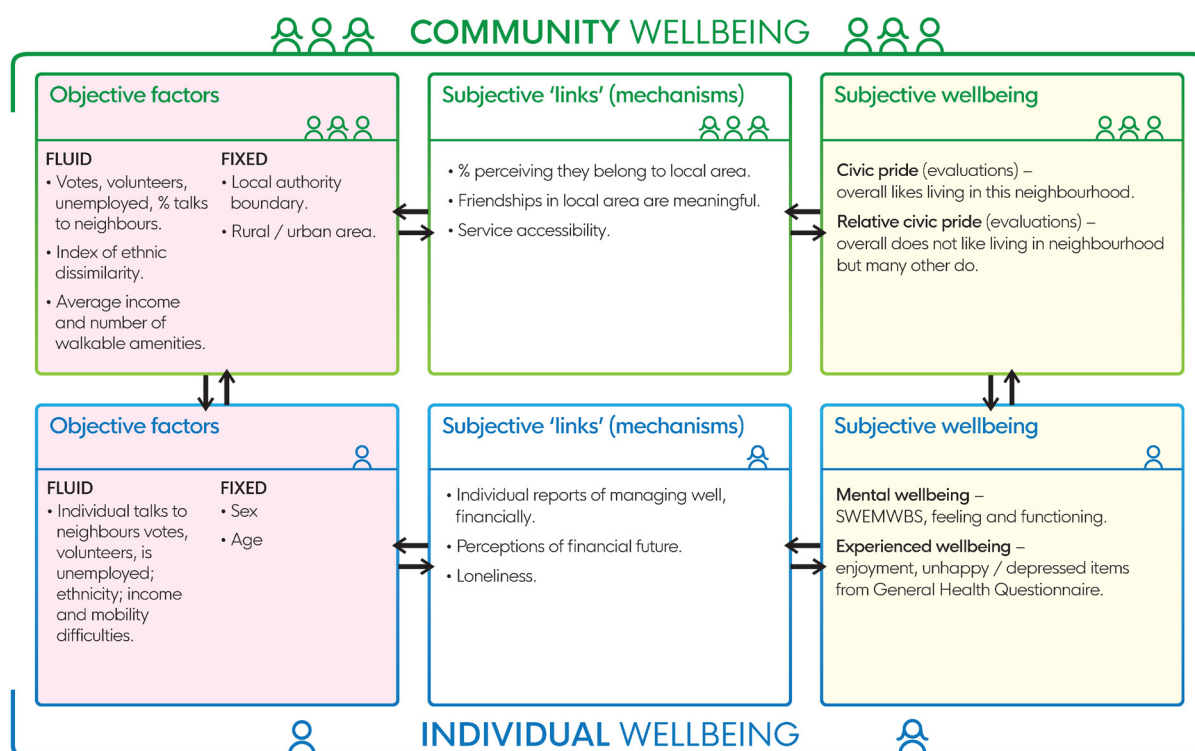 COMMUNITY WELLBEING
Objective factors
FLUID
• Votes, volunteers,
unemployed, % talks
to neighbours.
• Index of ethnic
dissimilarity.
• Average income
and number of
walkable amenities.
FIXED
• Local authority
boundary.
• Rural / urban area.
Subjective ‘links’ (mechanisms)
• % perceiving they belong to local area.
• Friendships in local area are meaningful.
• Service accessibility.
Subjective wellbeing
Civic pride (evaluations) –
overall likes living in this neighbourhood.
Relative civic pride (evaluations) –
overall does not like living in neighbourhood
but many other do.
Objective factors
FLUID
• Individual talks to
neighbours votes,
volunteers, is
unemployed;
ethnicity; income
and mobility
difficulties.
FIXED
• Sex
• Age
Subjective ‘links’ (mechanisms)
• Individual reports of managing well,
financially.
• Perceptions of financial future.
• Loneliness.
Subjective wellbeing
Mental wellbeing –
SWEMWBS, feeling and functioning.
Experienced wellbeing –
enjoyment, unhappy / depressed items
from General Health Questionnaire.
INDIVIDUAL WELLBEING